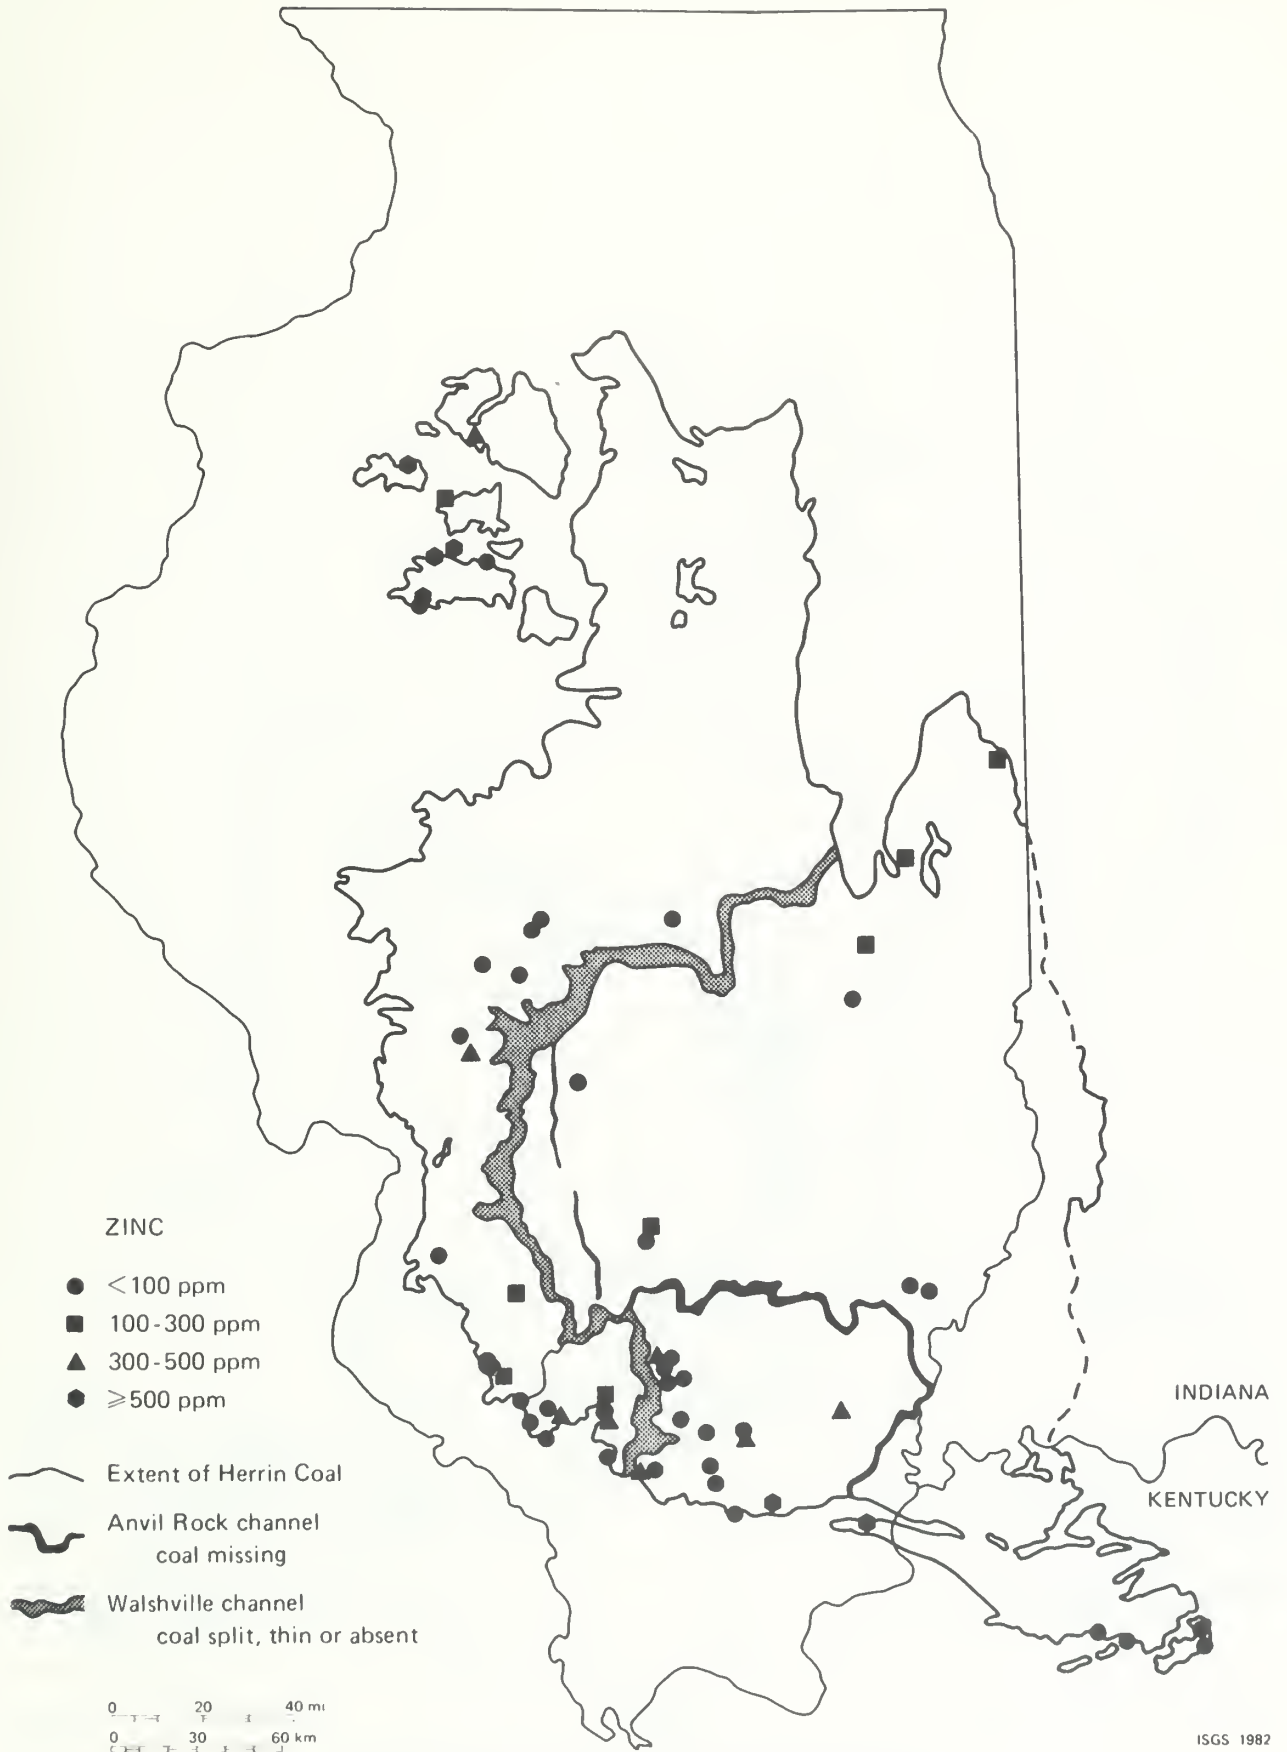 ZINC
<100 ppm
100-300 ppm
300-500 ppm
≥500 ppm
Extent of Herrin Coal
Anvil Rock channel
coal missing
Walshville channel
coal split, thin or absent
0 20 40 mi
0 30 60 km
INDIANA
KENTUCKY
ISGS 1982